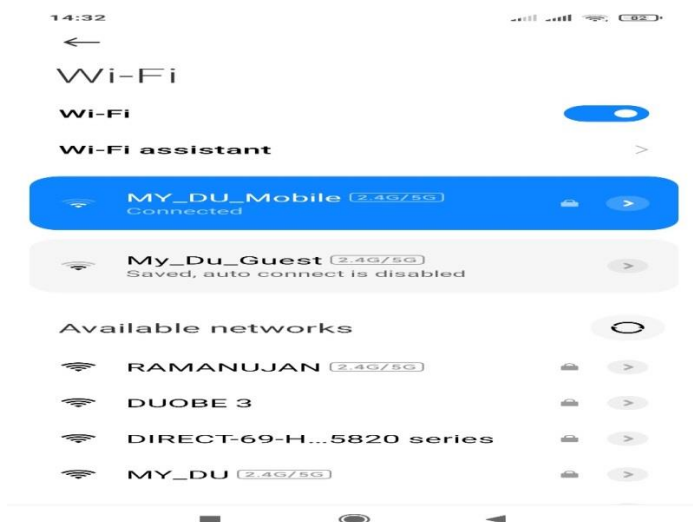 14:32 82
Wi-Fi
Wi-Fi
Wi-Fi assistant
MY_DU_Mobile 2.4G/5G
Connected
My_Du_Guest 2.4G/5G
Saved, auto connect is disabled
Available networks
RAMANUJAN 2.4G/5G
DUOBE 3
DIRECT-69-H...5820 series
MY_DU 2.4G/5G